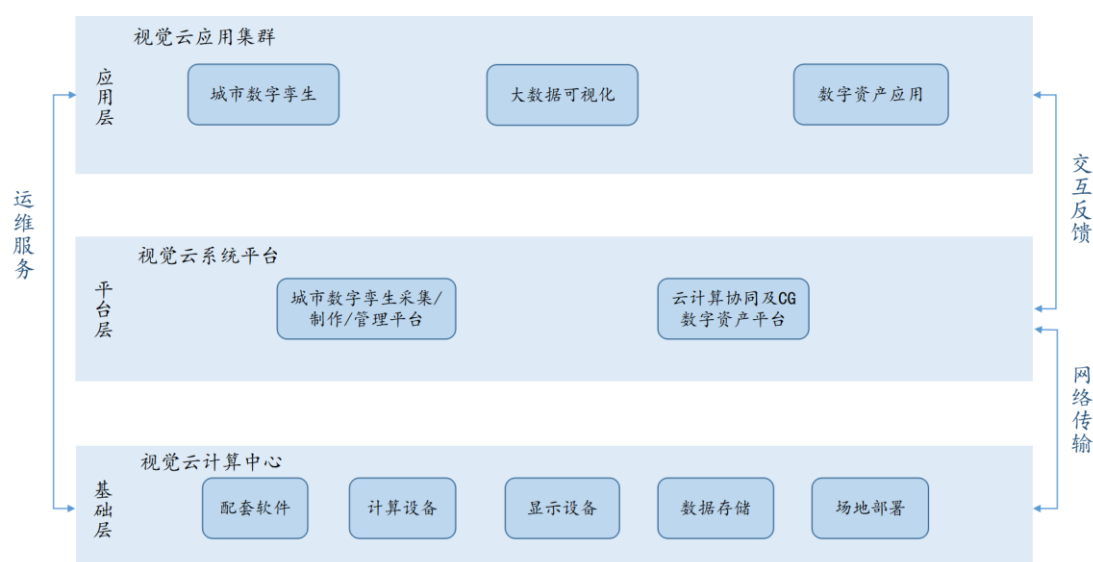 视觉云应用集群
应用层
城市数字孪生
大数据可视化
数字资产应用
运维服务
交互反馈
视觉云系统平台
平台层
城市数字孪生采集/
制作/管理平台
云计算协同及CG
数字资产平台
网络传输
视觉云计算中心
基础层
配套软件
计算设备
显示设备
数据存储
场地部署